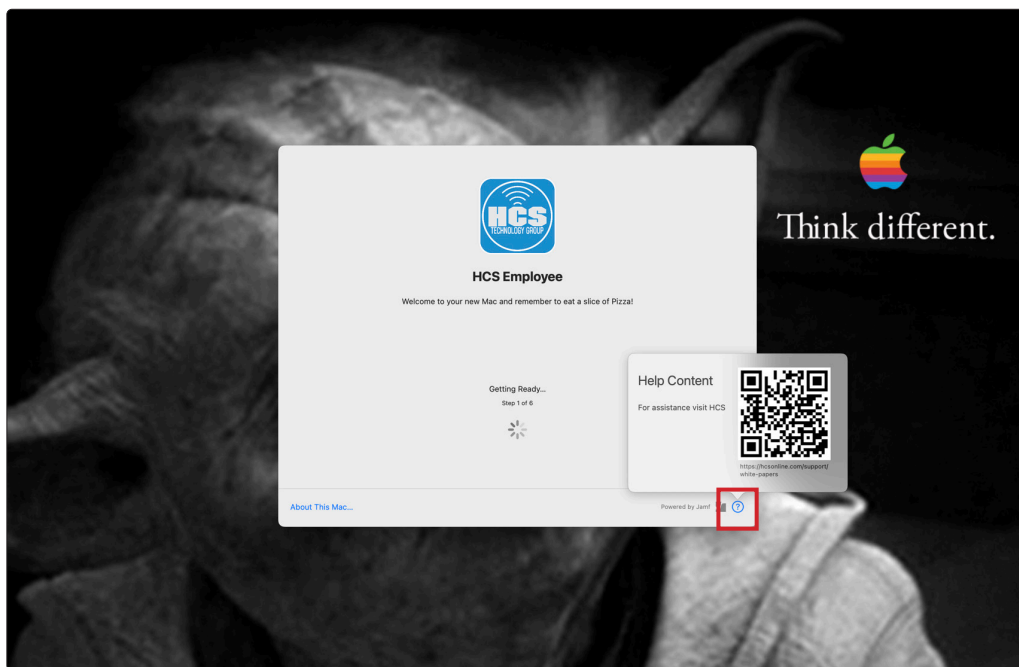 Think different.
HCS
TECHNOLOGY GROUP
HCS Employee
Welcome to your new Mac and remember to eat a slice of Pizza!
Getting Ready...
Step 1 of 6
Help Content
For assistance visit HCS
https://hcsonline.com/support/
white-papers
About This Mac...
Powered by Jamf
?